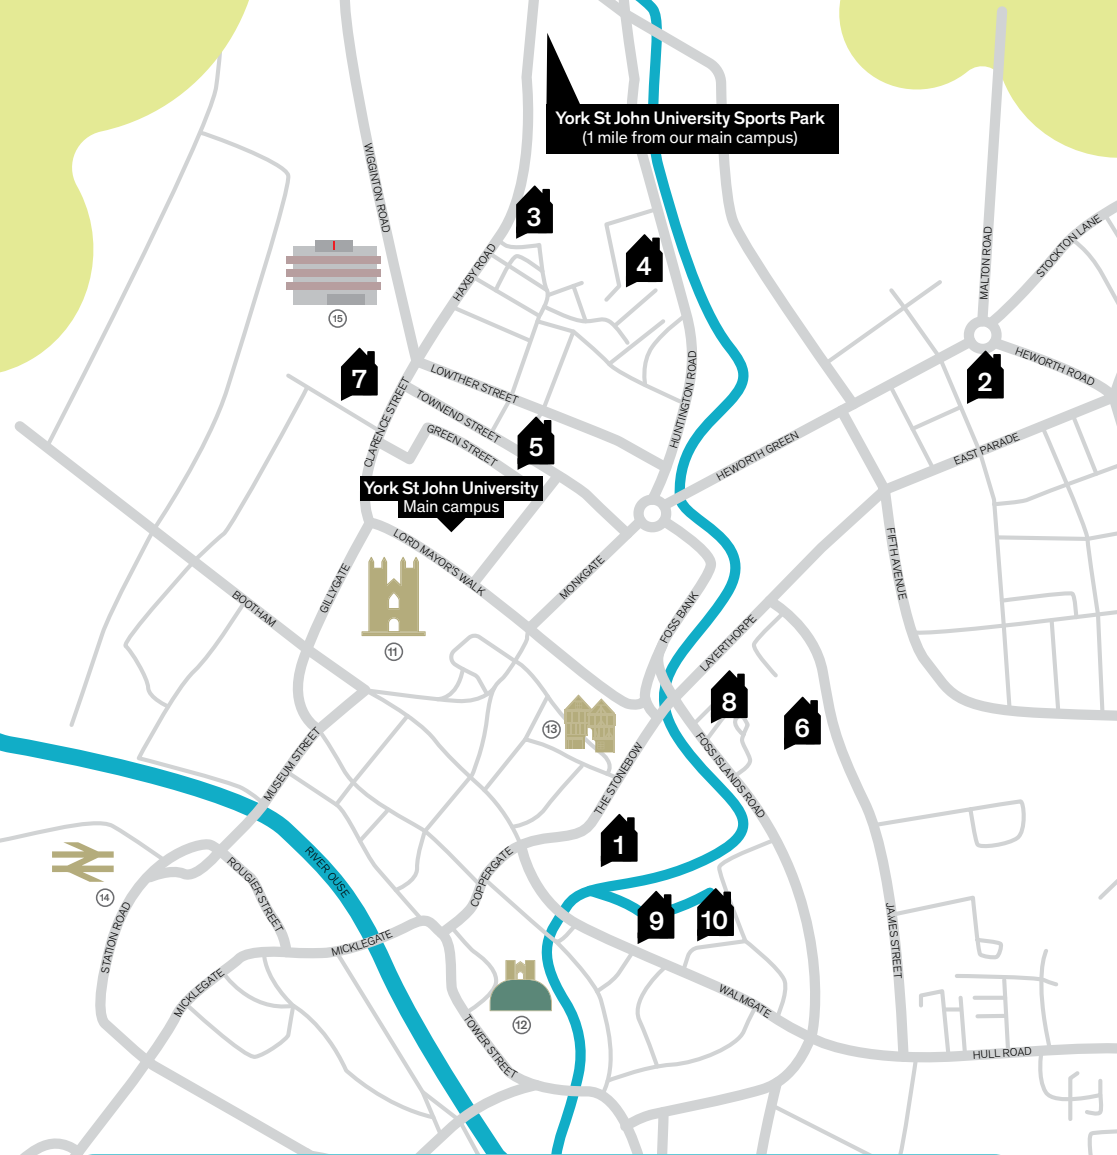 York St John University Sports Park
(1 mile from our main campus)
WIGGINTON ROAD
3
4
HAXBY ROAD
MALTON ROAD
STOCKTON LANE
15
7
LOWTHER STREET
TOWNEND STREET
GREEN STREET
CLARENCE STREET
5
HUNTINGTON ROAD
HEWORTH ROAD
2
HEWORTH GREEN
EAST PARADE
York St John University
Main campus
LORD MAYOR'S WALK
GILLYGATE
BOOTHAM
MONKGATE
FOSS BANK
LAYERTHORPE
FIFTH AVENUE
11
13
8
6
MUSEUM STREET
THE STONEBOW
FOSS ISLANDS ROAD
1
14
ROUGIER STREET
RIVER OUSE
COPPERGATE
9
10
STATION ROAD
MICKLEGATE
MICKLEGATE
JAMES STREET
12
TOWER STREET
WALMGATE
HULL ROAD